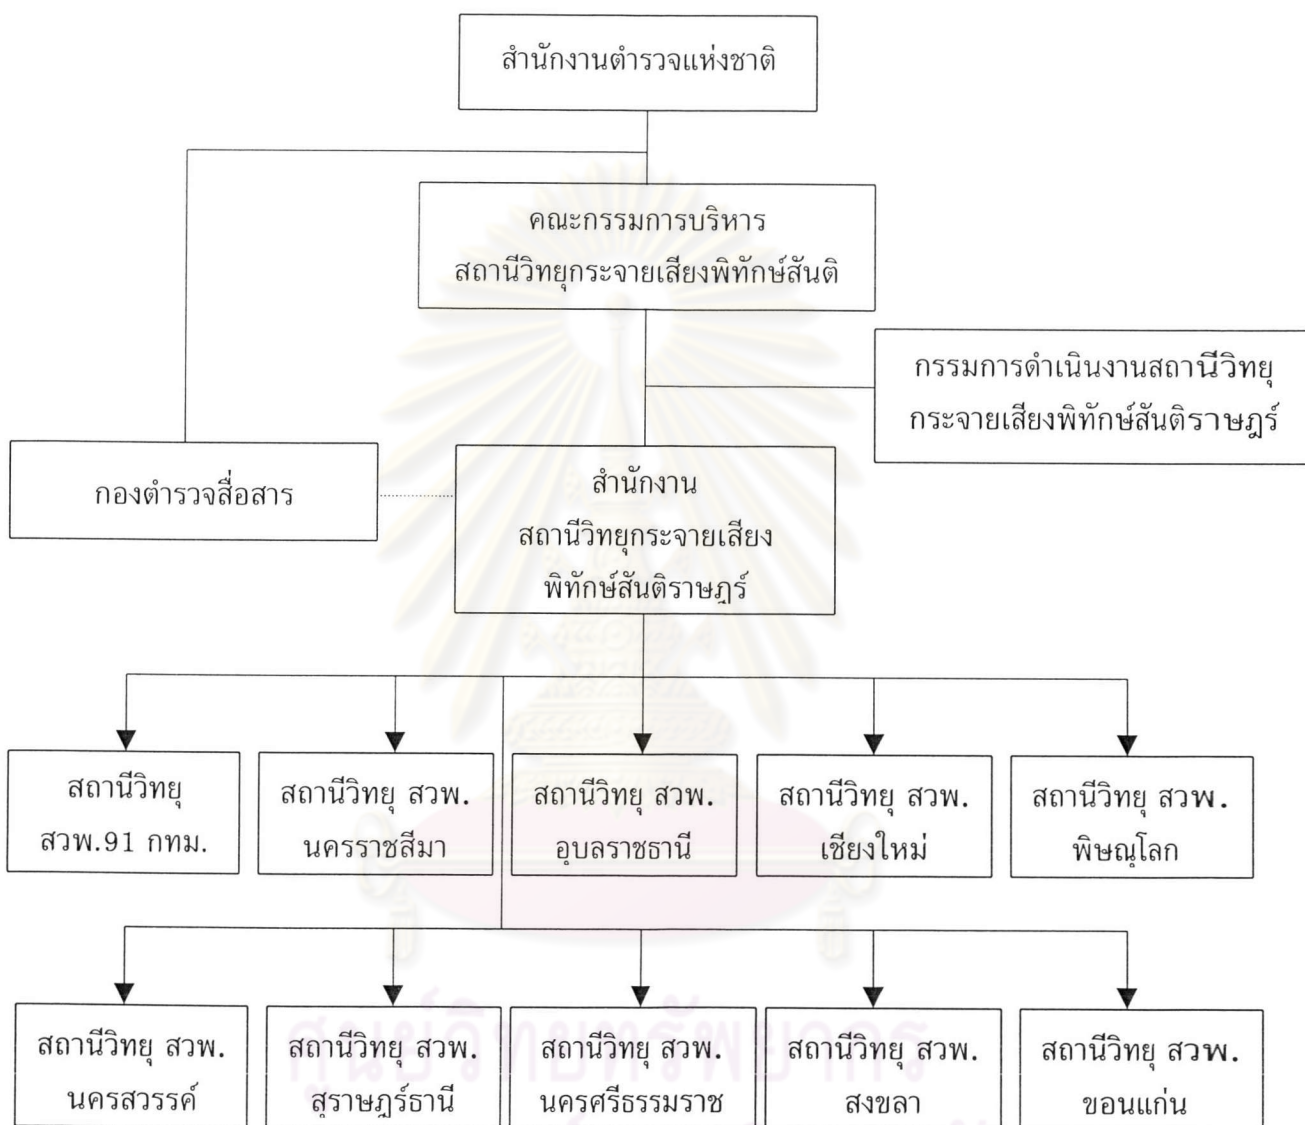 สำนักงานตำรวจแห่งชาติ
คณะกรรมการบริหาร
สถานีวิทยุกระจายเสียงพิทักษ์สันติ
กรรมการดำเนินงานสถานีวิทยุ
กระจายเสียงพิทักษ์สันติราษฎร์
กองตำรวจสื่อสาร
สำนักงาน
สถานีวิทยุกระจายเสียง
พิทักษ์สันติราษฎร์
สถานีวิทยุ
สวพ.91 กทม.
สถานีวิทยุ สวพ.
นครราชสีมา
สถานีวิทยุ สวพ.
อุบลราชธานี
สถานีวิทยุ สวพ.
เชียงใหม่
สถานีวิทยุ สวพ.
พิษณุโลก
สถานีวิทยุ สวพ.
นครสวรรค์
สถานีวิทยุ สวพ.
สุราษฎร์ธานี
สถานีวิทยุ สวพ.
นครศรีธรรมราช
สถานีวิทยุ สวพ.
สงขลา
สถานีวิทยุ สวพ.
ขอนแก่น
ศูนย์วิทยทรัพยากร